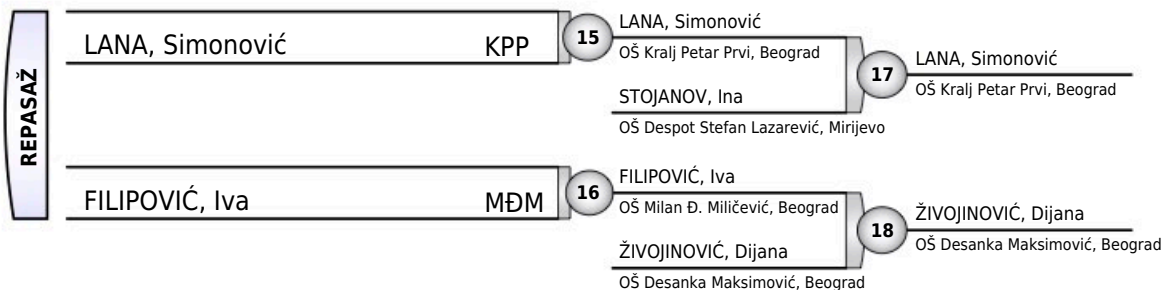 REPASAŽ
LANA, Simonović KPP
15
LANA, Simonović
OŠ Kralj Petar Prvi, Beograd
STOJANOV, Ina
OŠ Despot Stefan Lazarević, Mirijevo
17
LANA, Simonović
OŠ Kralj Petar Prvi, Beograd
FILIPOVIĆ, Iva MĐM
16
FILIPOVIĆ, Iva
OŠ Milan Đ. Miličević, Beograd
ŽIVOJINOVIĆ, Dijana
OŠ Desanka Maksimović, Beograd
18
ŽIVOJINOVIĆ, Dijana
OŠ Desanka Maksimović, Beograd